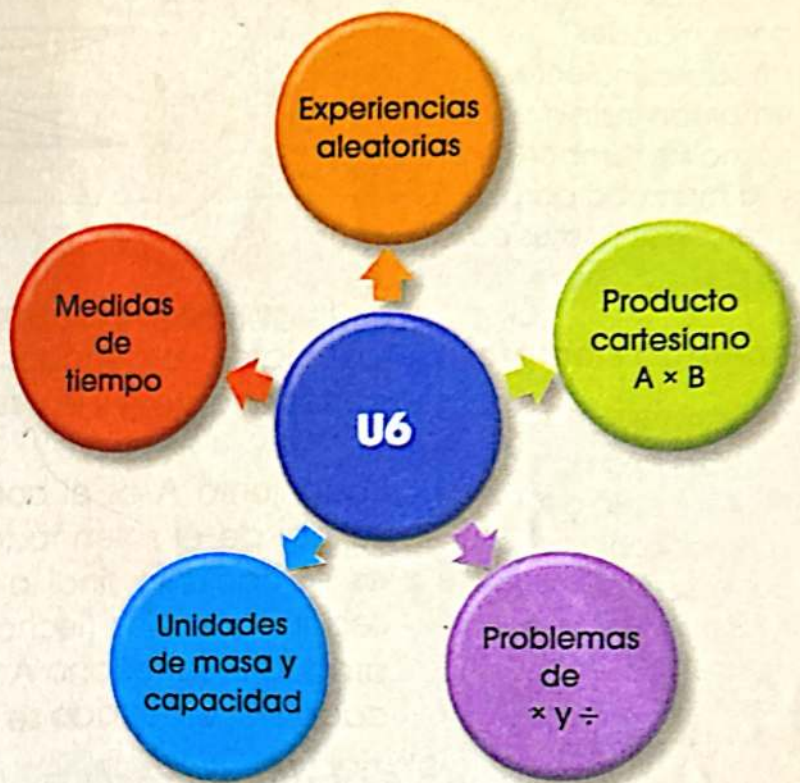 Experiencias
aleatorias
Medidas
de
tiempo
Producto
cartesiano
A × B
U6
Unidades
de masa y
capacidad
Problemas
de
× y ÷